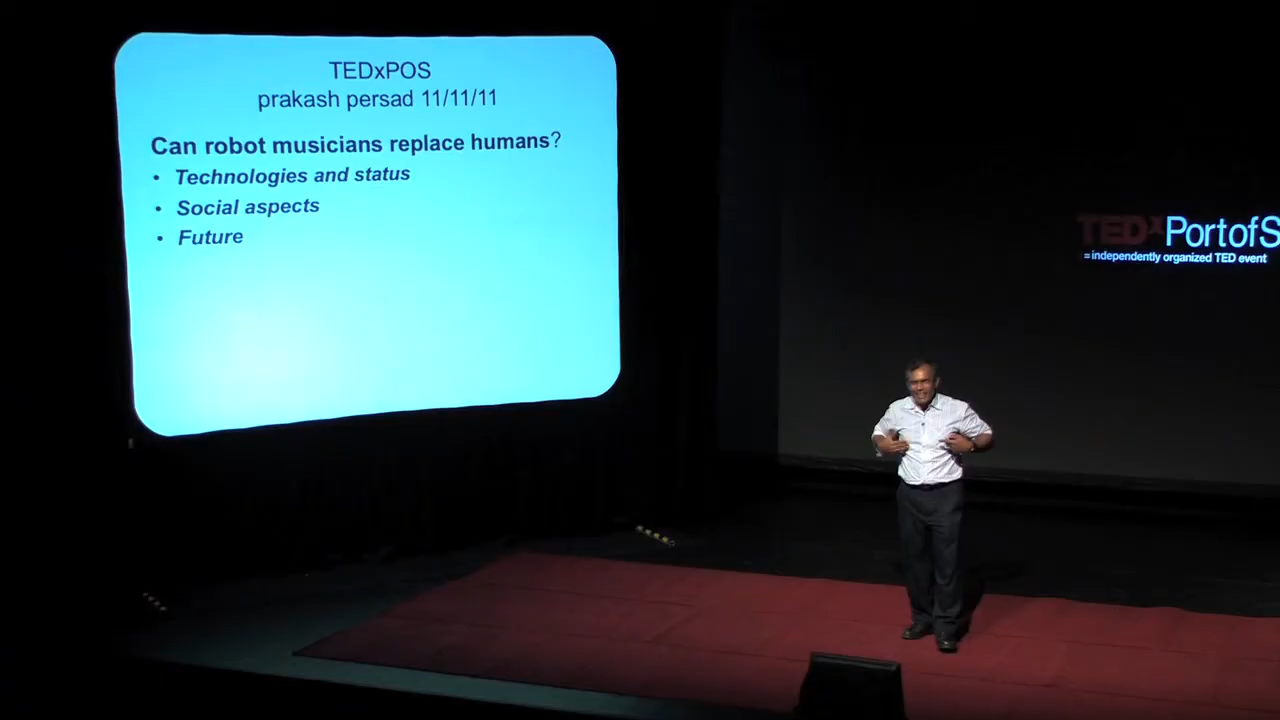 TEDxPOS
prakash persad 11/11/11
Can robot musicians replace humans?
• Technologies and status
• Social aspects
• Future
TEDxPortofS
=independently organized TED event